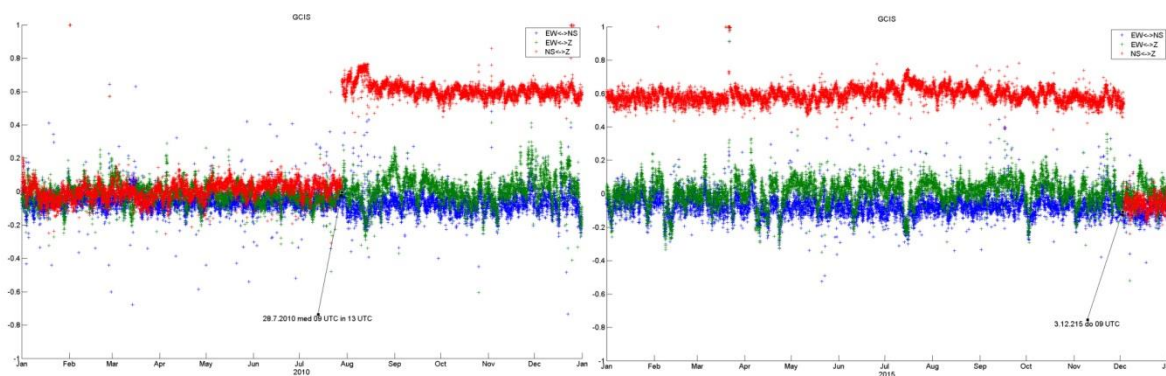 GCIS
EW<->NS
EW<->Z
NS<->Z
1
0.8
0.6
0.4
0.2
0
-0.2
-0.4
-0.6
-0.8
-1
28.7.2010 med 09 UTC in 13 UTC
Jan Feb Mar Apr May Jun Jul Aug Sep Oct Nov Dec Jan
2010
GCIS
EW<->NS
EW<->Z
NS<->Z
1
0.8
0.6
0.4
0.2
0
-0.2
-0.4
-0.6
-0.8
-1
3.12.215 do 09 UTC
Jan Feb Mar Apr May Jun Jul Aug Sep Oct Nov Dec
2015